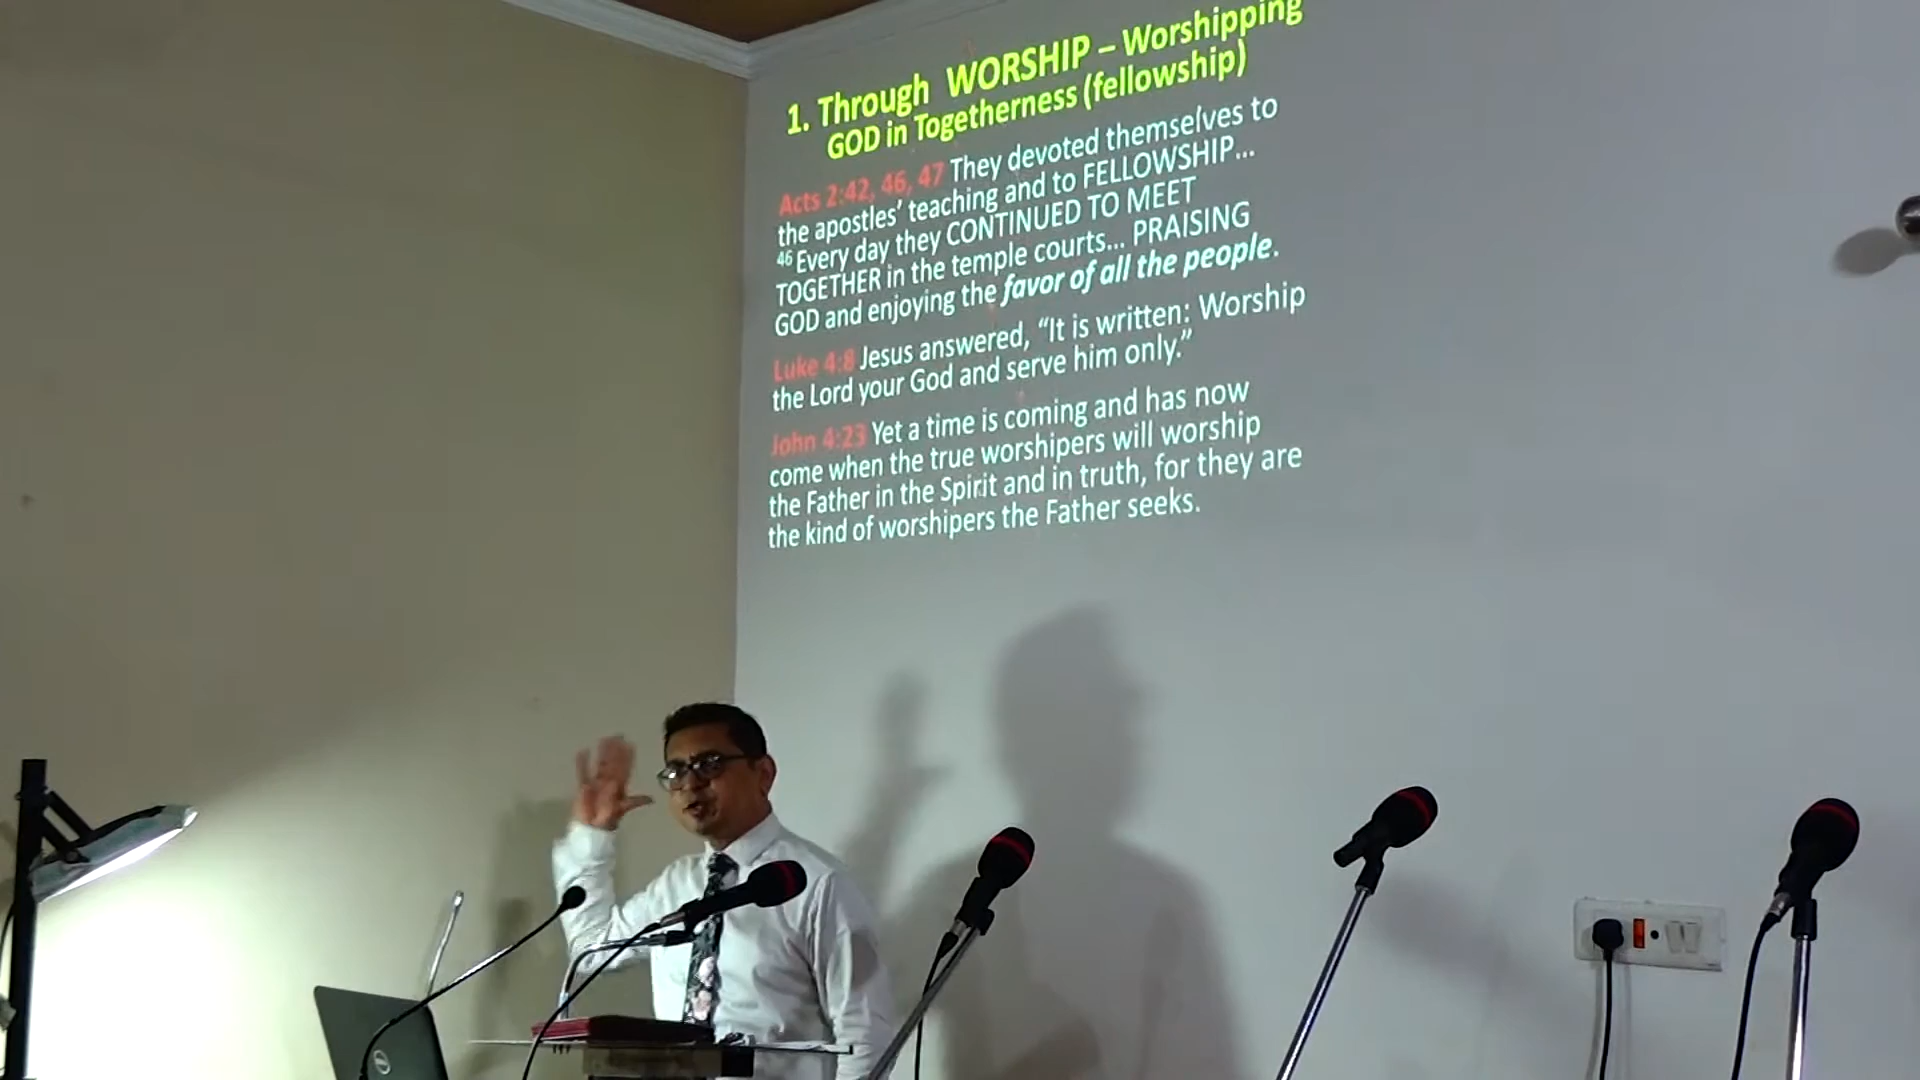 1. Through WORSHIP – Worshipping
GOD in Togetherness (fellowship)
Acts 2:42, 46, 47 They devoted themselves to
the apostles’ teaching and to FELLOWSHIP...
46 Every day they CONTINUED TO MEET
TOGETHER in the temple courts... PRAISING
GOD and enjoying the favor of all the people.
Luke 4:8 Jesus answered, “It is written: Worship
the Lord your God and serve him only.”
John 4:23 Yet a time is coming and has now
come when the true worshipers will worship
the Father in the Spirit and in truth, for they are
the kind of worshipers the Father seeks.
DELL